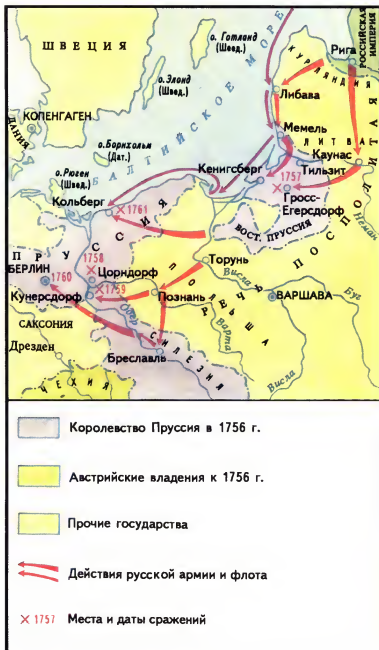 ШВЕЦИЯ
о. Готланд
(Швед.)
РОССИЙСКАЯ
ИМПЕРИЯ
Рига
КУРЛЯНДИЯ
о. Эланд
(Швед.)
БАЛТИЙСКОЕ МОРЕ
Либава
КОПЕНГАГЕН
ДАНИЯ
Мемель
ЛИТВА
о. Борнхольм
(Дат.)
Каунас
Кенигсберг
1757
Тильзит
о. Рюген
(Швед.)
Гросс-
Егерсдорф
Неман
Кольберг
1761
ВОСТ. ПРУССИЯ
ПРУССИЯ
1758
БЕРЛИН
1760
Цорндорф
Торунь
РЕЧЬ ПОСПОЛИТАЯ
Висла
1759
Кунерсдорф
Познань
ПОЛЬША
ВАРШАВА
Буг
САКСОНИЯ
Одер
Варта
Дрезден
Бреславль
СИЛЕЗИЯ
Висла
ЧЕХИЯ
Королевство Пруссия в 1756 г.
Австрийские владения к 1756 г.
Прочие государства
Действия русской армии и флота
1757 Места и даты сражений